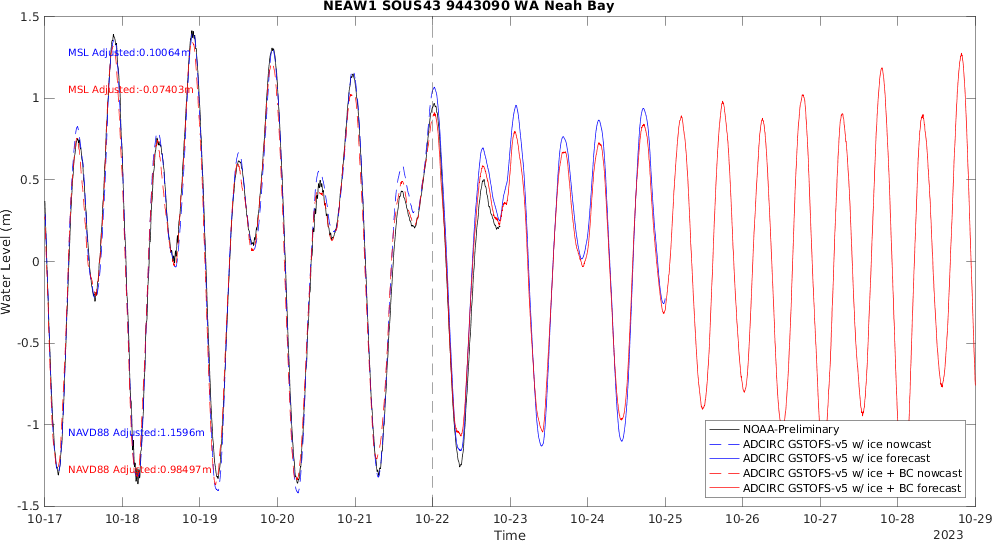 NEAW1 SOUS43 9443090 WA Neah Bay
MSL Adjusted:0.10064m
MSL Adjusted:-0.07403m
NAVD88 Adjusted:1.1596m
NAVD88 Adjusted:0.98497m
Water Level (m)
1.5
1
0.5
0
-0.5
-1
-1.5
NOAA-Preliminary
ADCIRC GSTOFS-v5 w/ ice nowcast
ADCIRC GSTOFS-v5 w/ ice forecast
ADCIRC GSTOFS-v5 w/ ice + BC nowcast
ADCIRC GSTOFS-v5 w/ ice + BC forecast
10-17 10-18 10-19 10-20 10-21 10-22 10-23 10-24 10-25 10-26 10-27 10-28 10-29
Time
2023